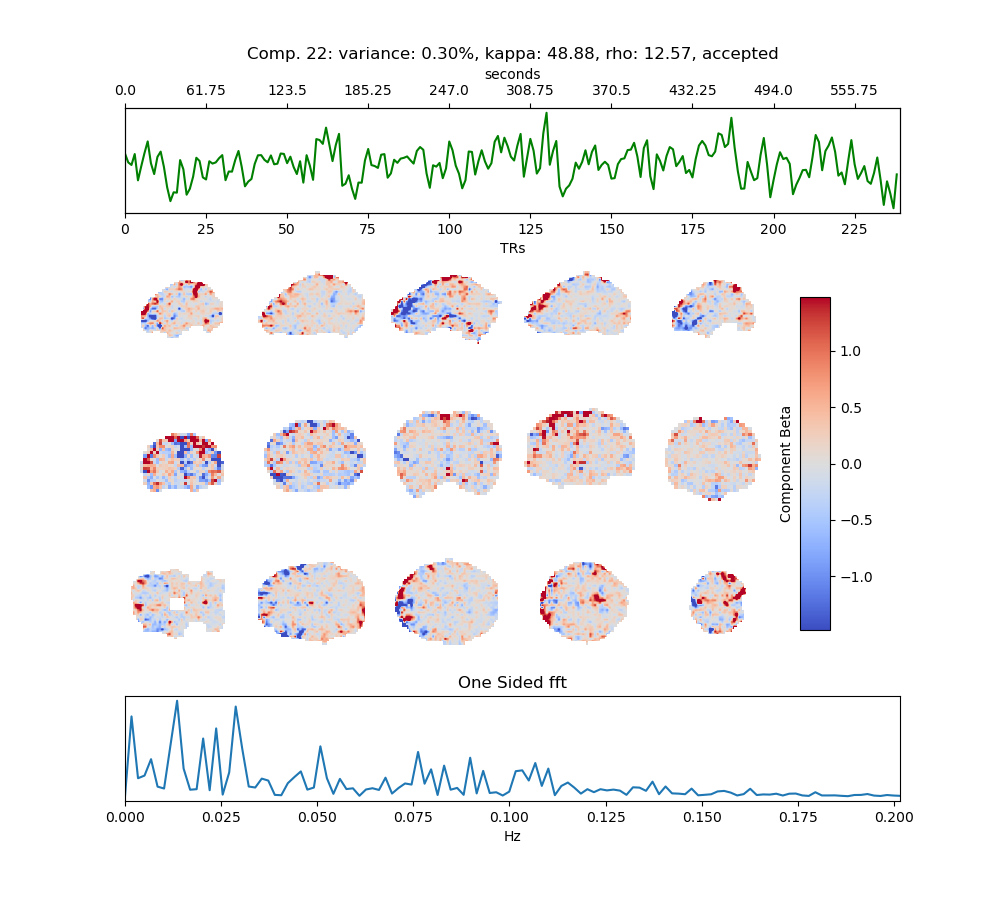 Comp. 22: variance: 0.30%, kappa: 48.88, rho: 12.57, accepted
seconds
0.0 61.75 123.5 185.25 247.0 308.75 370.5 432.25 494.0 555.75
0 25 50 75 100 125 150 175 200 225
TRs
1.0
0.5
0.0
−0.5
−1.0
Component Beta
One Sided fft
0.000 0.025 0.050 0.075 0.100 0.125 0.150 0.175 0.200
Hz